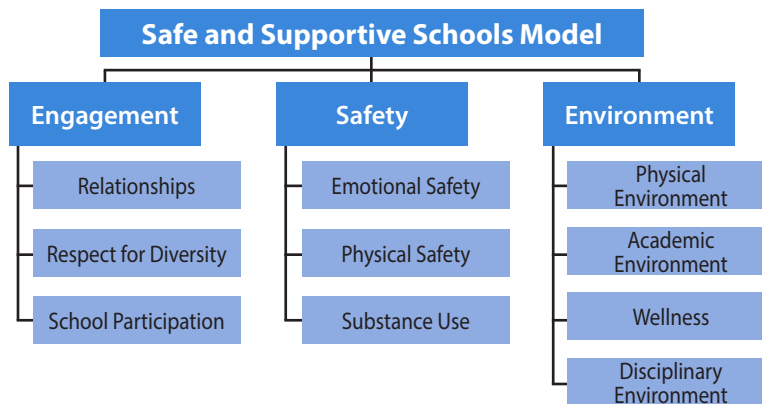 Safe and Supportive Schools Model
Engagement
Relationships
Respect for Diversity
School Participation
Safety
Emotional Safety
Physical Safety
Substance Use
Environment
Physical
Environment
Academic
Environment
Wellness
Disciplinary
Environment